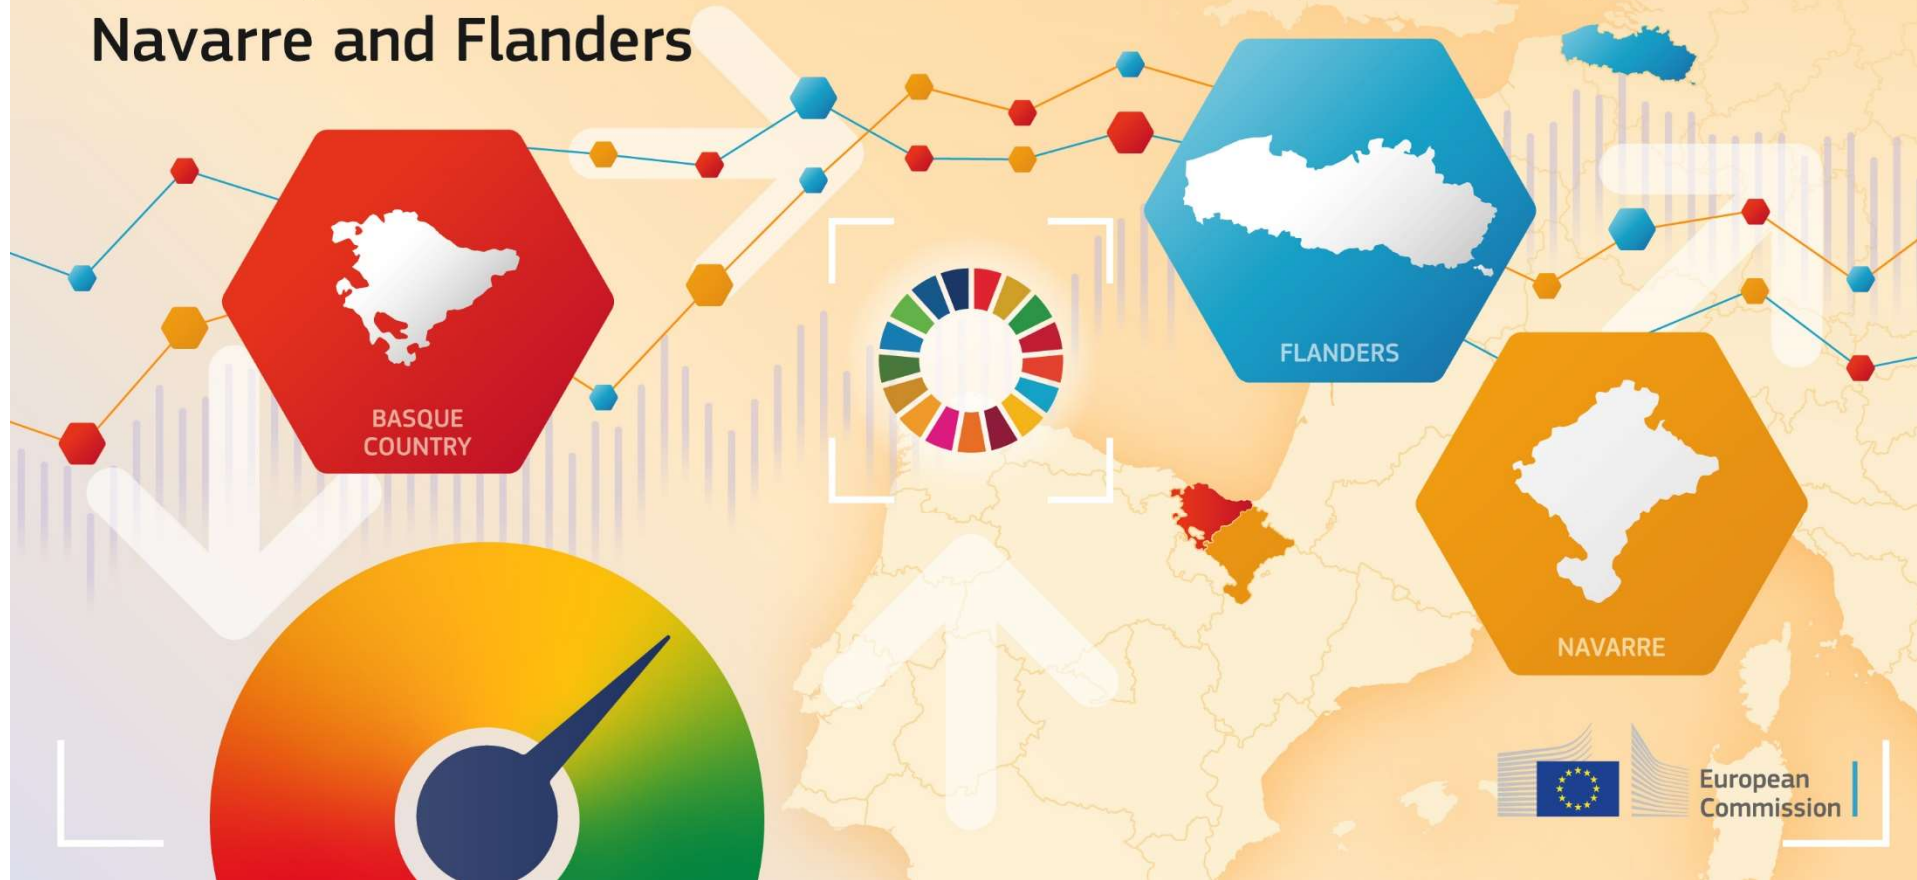 Navarre and Flanders
BASQUE
COUNTRY
FLANDERS
NAVARRE
European
Commission